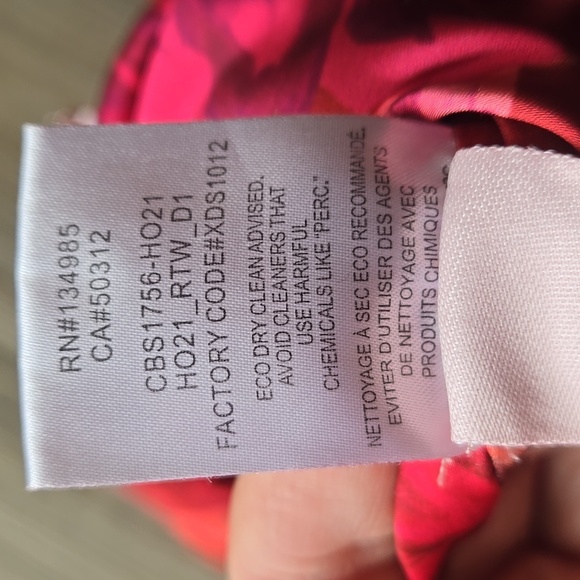 RN#134985
CA#50312
CBS1756-HO21
HO21_RTW_D1
FACTORY CODE#XDS1012
ECO DRY CLEAN ADVISED.
AVOID CLEANERS THAT
USE HARMFUL
CHEMICALS LIKE "PERC."
NETTOYAGE À SEC ECO RECOMMANDÉ.
EVITER D'UTILISER DES AGENTS
DE NETTOYAGE AVEC
PRODUITS CHIMIQUES